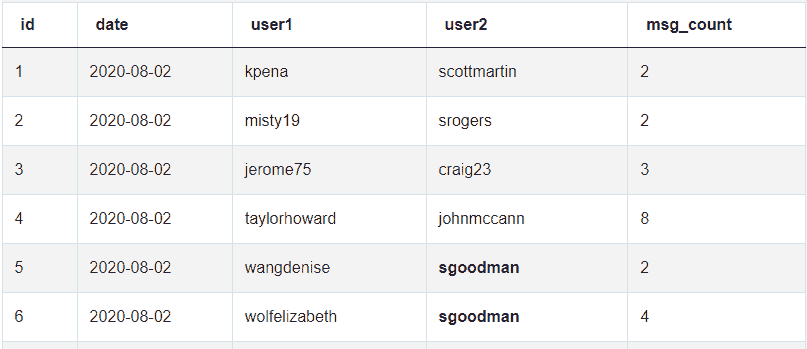 id date user1 user2 msg_count
1 2020-08-02 kpena scottmartin 2
2 2020-08-02 misty19 srogers 2
3 2020-08-02 jerome75 craig23 3
4 2020-08-02 taylorhoward johnmccann 8
5 2020-08-02 wangdenise sgoodman 2
6 2020-08-02 wolfelizabeth sgoodman 4